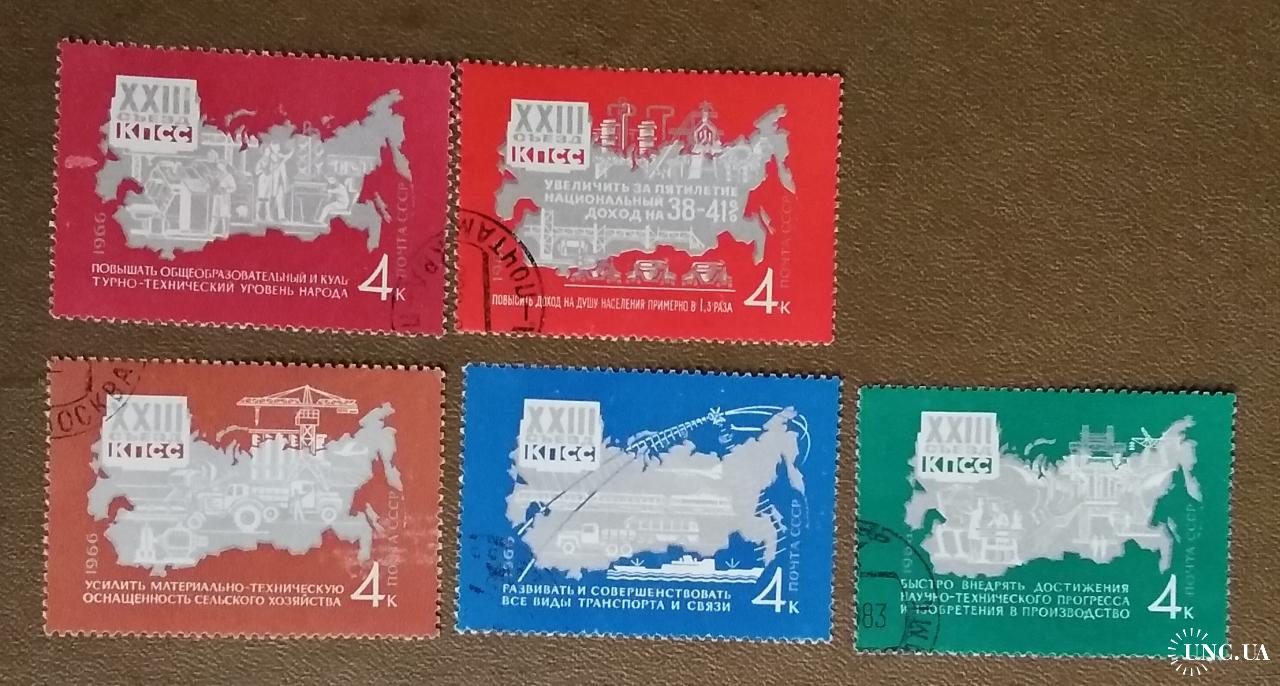 XXIII
СЪЕЗД
КПСС
1966
ПОЧТА СССР
ПОВЫШАТЬ ОБЩЕОБРАЗОВАТЕЛЬНЫЙ И КУЛЬ
ТУРНО-ТЕХНИЧЕСКИЙ УРОВЕНЬ НАРОДА
4к
XXIII
СЪЕЗД
КПСС
УВЕЛИЧИТЬ ЗА ПЯТИЛЕТИЕ
НАЦИОНАЛЬНЫЙ
ДОХОД НА 38-41%
ПОЧТА СССР
ПОВЫСИТЬ ДОХОД НА ДУШУ НАСЕЛЕНИЯ ПРИМЕРНО В 1,3 РАЗА
4к
МОСКВА
XXIII
КПСС
1966
ПОЧТА СССР
УСИЛИТЬ МАТЕРИАЛЬНО-ТЕХНИЧЕСКУЮ
ОСНАЩЕННОСТЬ СЕЛЬСКОГО ХОЗЯЙСТВА
4к
XXIII
КПСС
1966
ПОЧТА СССР
РАЗВИВАТЬ И СОВЕРШЕНСТВОВАТЬ
ВСЕ ВИДЫ ТРАНСПОРТА И СВЯЗИ
4к
XXIII
СЪЕЗД
КПСС
ПОЧТА СССР
БЫСТРО ВНЕДРЯТЬ ДОСТИЖЕНИЯ
НАУЧНО-ТЕХНИЧЕСКОГО ПРОГРЕССА
И ИЗОБРЕТЕНИЯ В ПРОИЗВОДСТВО
4к
UNC.UA